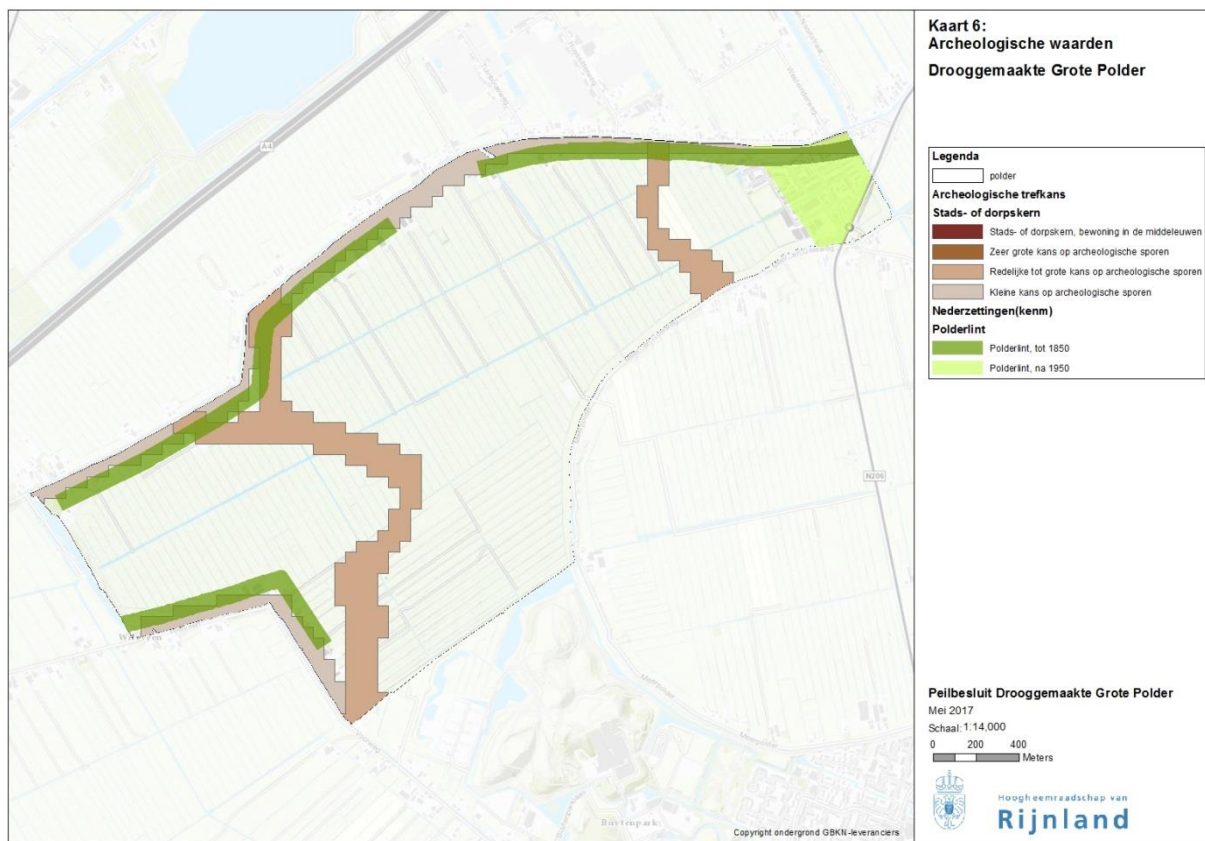 Kaart 6:
Archeologische waarden
Drooggemaakte Grote Polder
Legenda
polder
Archeologische trefkans
Stads- of dorpskern
Stads- of dorpskern, bewoning in de middeleuwen
Zeer grote kans op archeologische sporen
Redelijke tot grote kans op archeologische sporen
Kleine kans op archeologische sporen
Nederzettingen(kenm)
Polderlint
Polderlint, tot 1850
Polderlint, na 1950
A4
N206
Peilbesluit Drooggemaakte Grote Polder
Mei 2017
Schaal: 1:14,000
0 200 400
Meters
Hoogheemraadschap van
Rijnland
Buytenpark
Copyright ondergrond GBKN-leveranciers